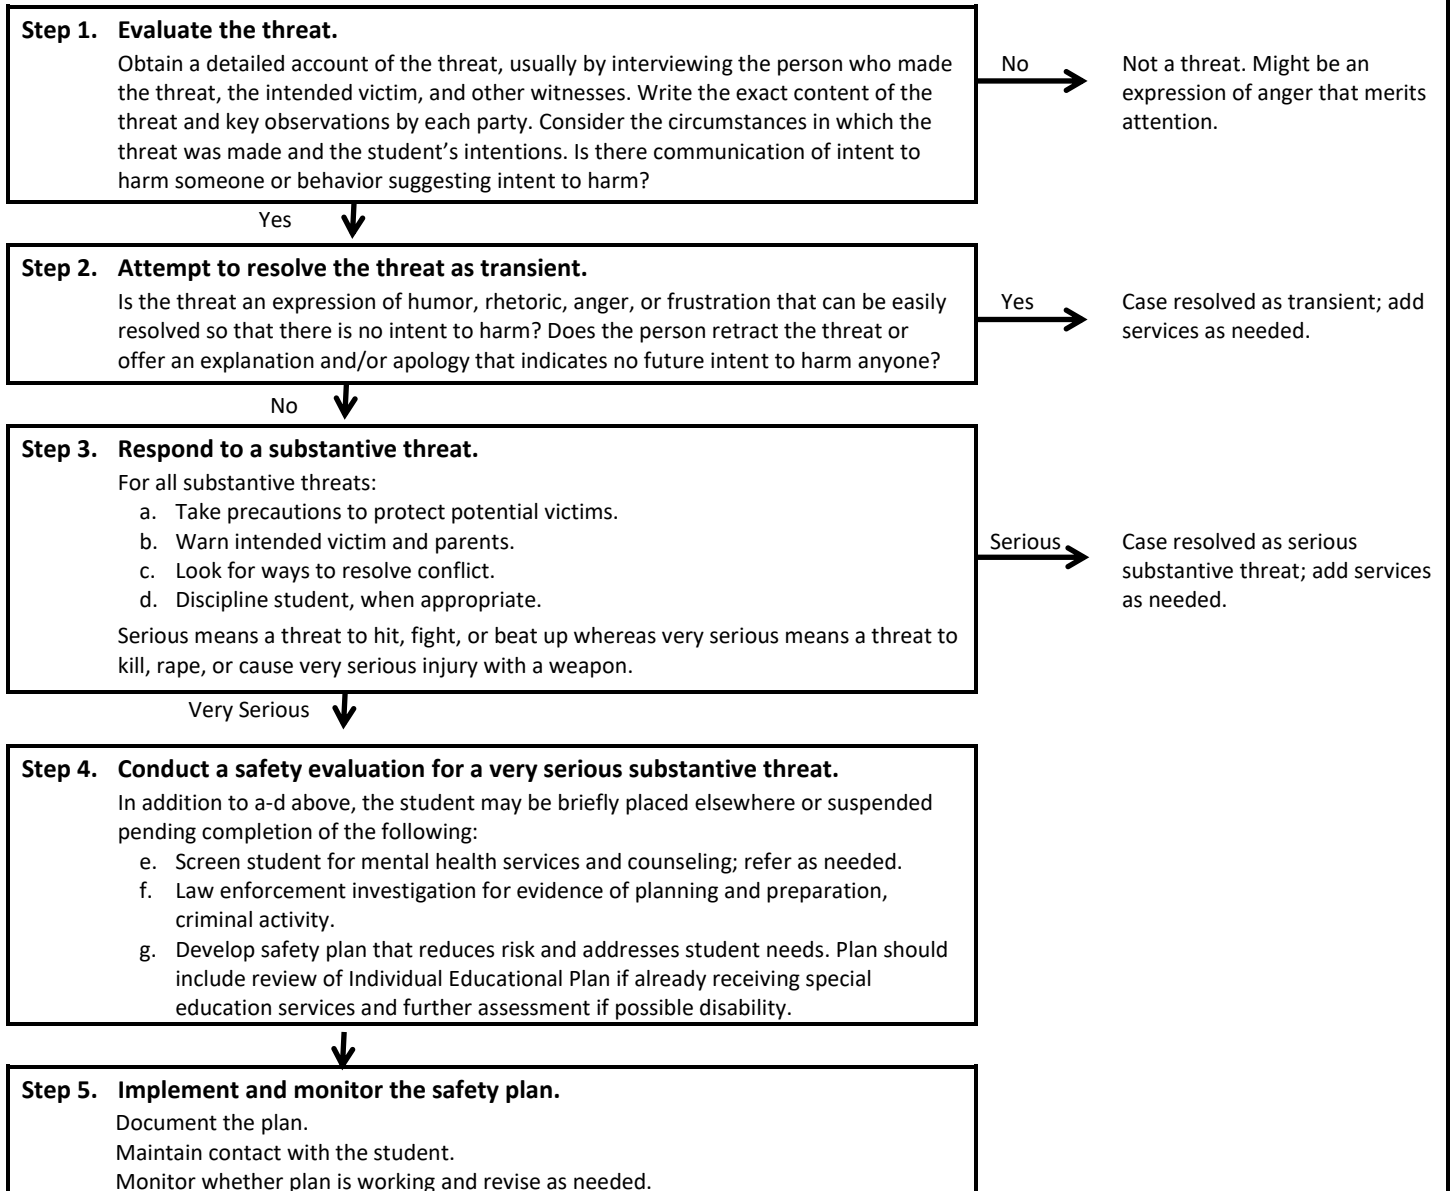 Step 1. Evaluate the threat.
Obtain a detailed account of the threat, usually by interviewing the person who made
the threat, the intended victim, and other witnesses. Write the exact content of the
threat and key observations by each party. Consider the circumstances in which the
threat was made and the student's intentions. Is there communication of intent to
harm someone or behavior suggesting intent to harm?
No
Not a threat. Might be an
expression of anger that merits
attention.
Yes
Step 2. Attempt to resolve the threat as transient.
Is the threat an expression of humor, rhetoric, anger, or frustration that can be easily
resolved so that there is no intent to harm? Does the person retract the threat or
offer an explanation and/or apology that indicates no future intent to harm anyone?
Yes
Case resolved as transient; add
services as needed.
No
Step 3. Respond to a substantive threat.
For all substantive threats:
a. Take precautions to protect potential victims.
b. Warn intended victim and parents.
c. Look for ways to resolve conflict.
d. Discipline student, when appropriate.
Serious means a threat to hit, fight, or beat up whereas very serious means a threat to
kill, rape, or cause very serious injury with a weapon.
Serious
Case resolved as serious
substantive threat; add services
as needed.
Very Serious
Step 4. Conduct a safety evaluation for a very serious substantive threat.
In addition to a-d above, the student may be briefly placed elsewhere or suspended
pending completion of the following:
e. Screen student for mental health services and counseling; refer as needed.
f. Law enforcement investigation for evidence of planning and preparation,
criminal activity.
g. Develop safety plan that reduces risk and addresses student needs. Plan should
include review of Individual Educational Plan if already receiving special
education services and further assessment if possible disability.
Step 5. Implement and monitor the safety plan.
Document the plan.
Maintain contact with the student.
Monitor whether plan is working and revise as needed.